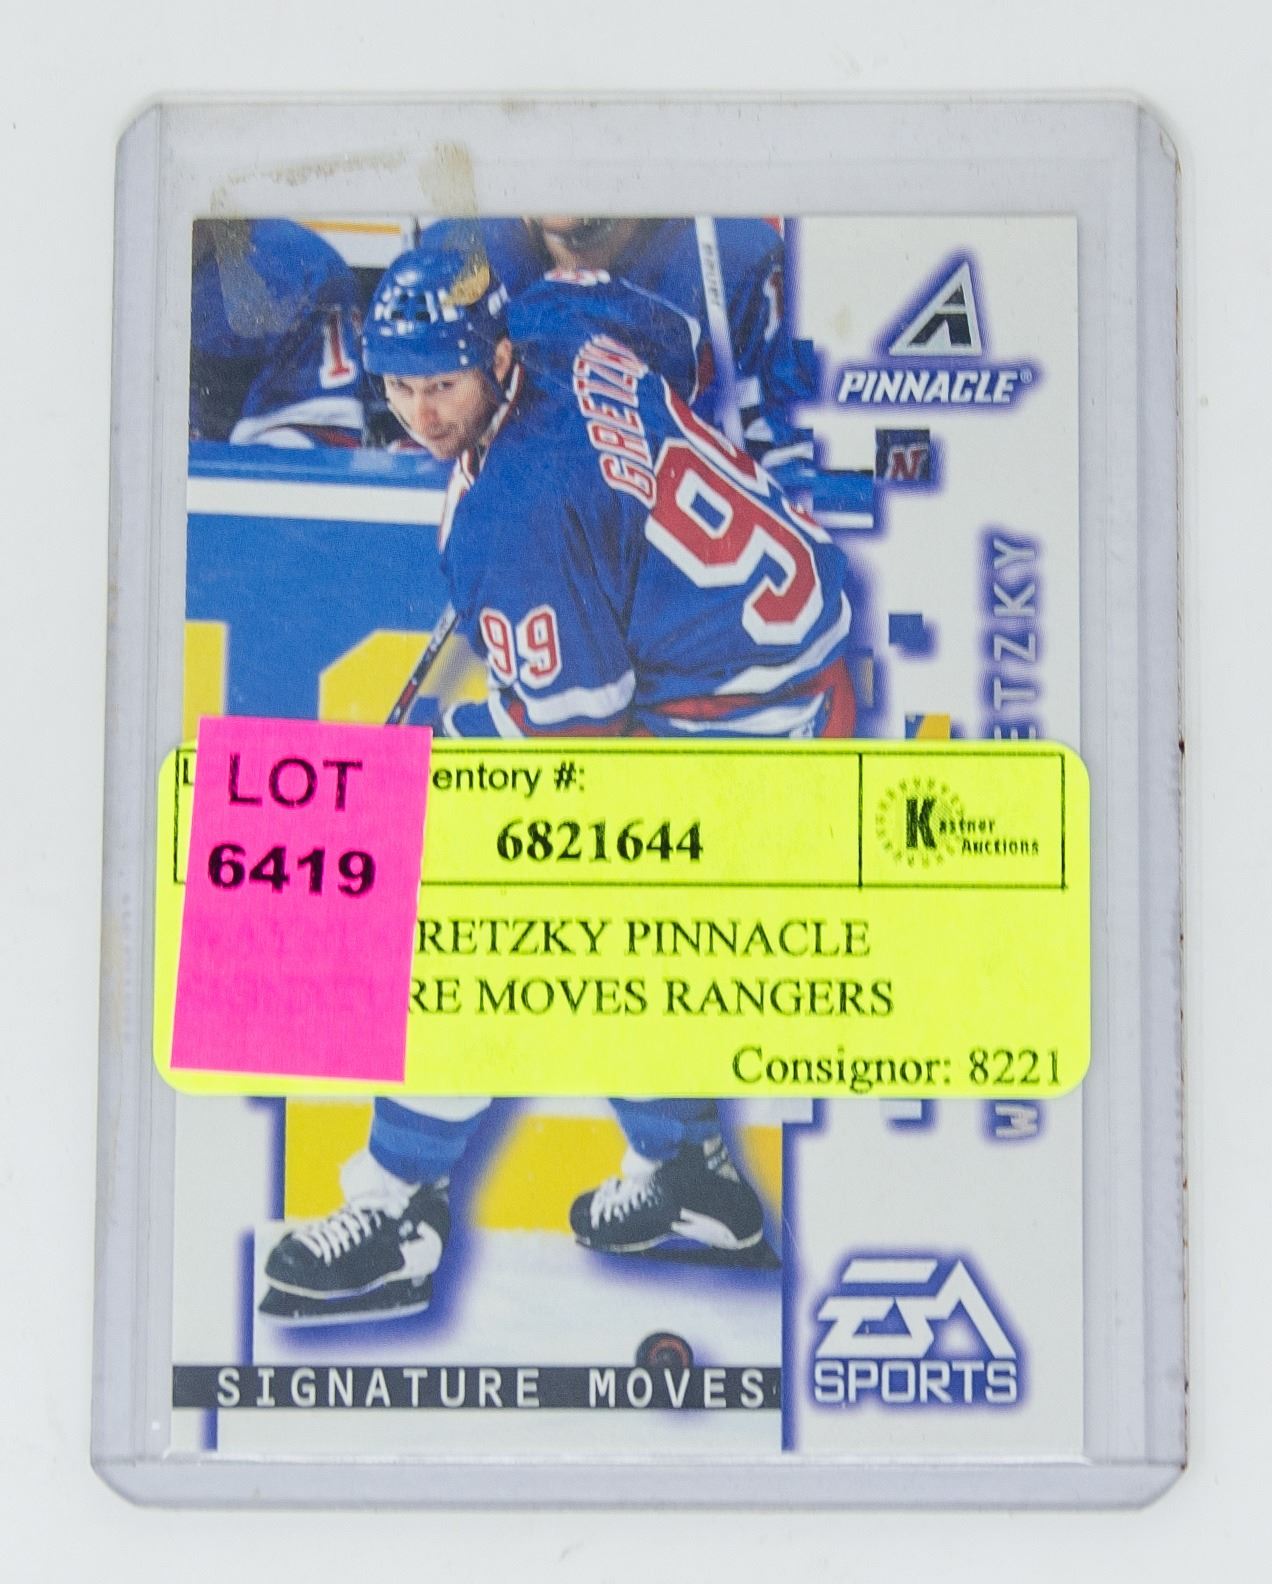 PINNACLE®
N
GRETZKY
99
99
ETZKY
W
LOT
6419
entory #:
6821644
Kastner
Auctions
RETZKY PINNACLE
RE MOVES RANGERS
Consignor: 8221
EA
SPORTS
SIGNATURE MOVES